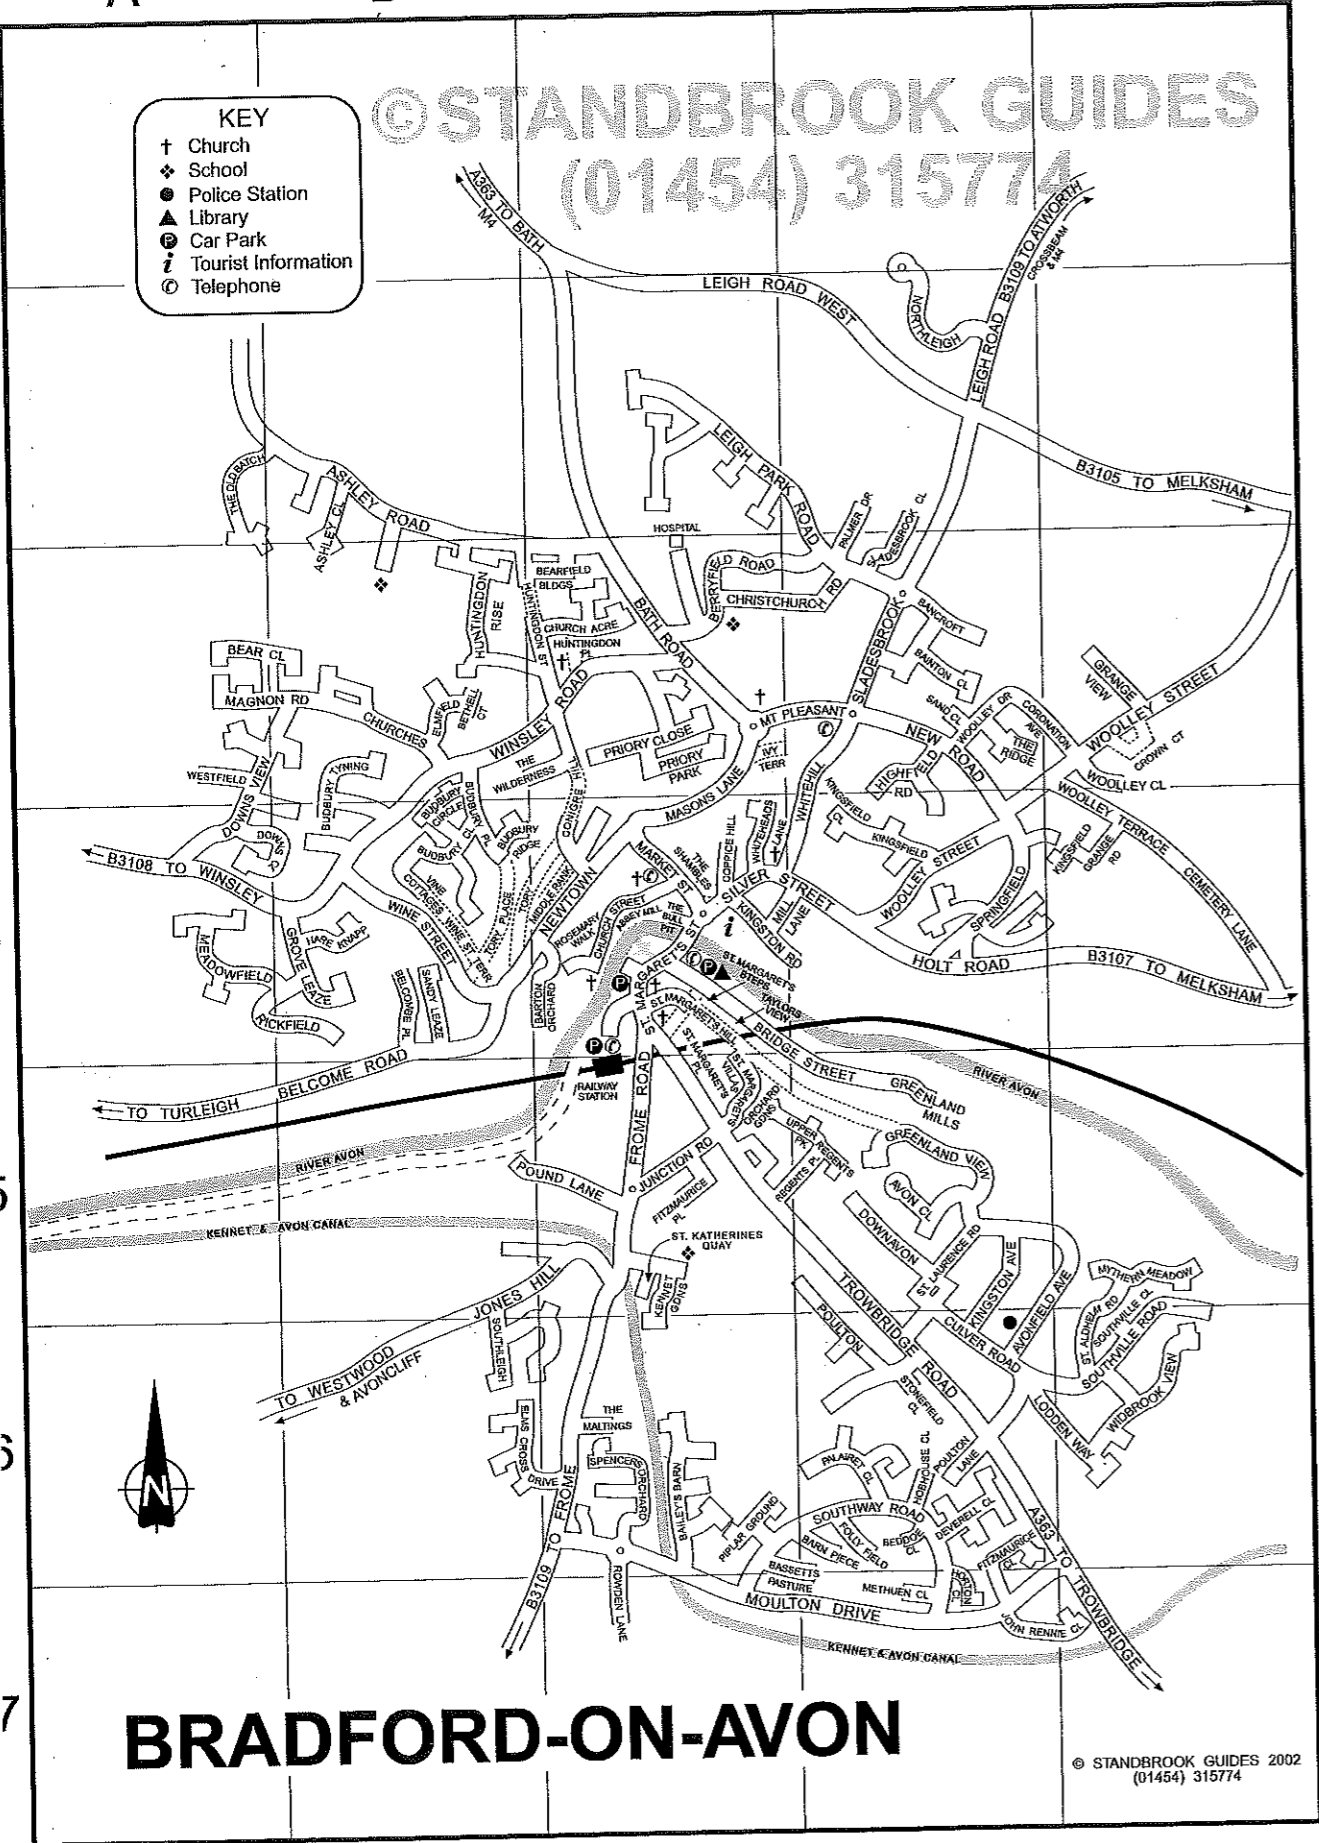 KEY
Church
School
Police Station
Library
P Car Park
i Tourist Information
Telephone
©STANDBROOK GUIDES
(01454) 315774
A363 TO BATH
M4
LEIGH ROAD WEST
NORTHLEIGH
LEIGH ROAD
B3109 TO ATWORTH
CROSSBEAM
& M4
B3105 TO MELKSHAM
THE OLD BATCH
ASHLEY CL
ASHLEY ROAD
LEIGH PARK ROAD
PALMER DR
SLADESBROOK CL
HOSPITAL
BERRYFIELD ROAD
CHRISTCHURCH RD
HUNTINGDON
RISE
BEARFIELD
BLDGS
HUNTINGDON ST
CHURCH ACRE
HUNTINGDON
PL
BATH ROAD
SLADESBROOK
BANCROFT
BAINTON CL
SAND CL
WOOLLEY DR
CORONATION
AVE
THE
RIDGE
GRANGE
VIEW
WOOLLEY STREET
CROWN CT
WOOLLEY CL
BEAR CL
MAGNON RD
CHURCHES
ELMFIELD
BETHELL
CT
WINSLEY ROAD
MT PLEASANT
NEW ROAD
IVY
TERR
PRIORY CLOSE
PRIORY
PARK
THE
WILDERNESS
WESTFIELD
DOWNS VIEW
BUDBURY TYNING
BUDBURY
CIRCLE
BUDBURY PL
BUDBURY CL
BUDBURY
RIDGE
CONIGRE HILL
MASONS LANE
WHITEHILL
HIGHFIELD
RD
KINGSFIELD
CL
KINGSFIELD
WOOLLEY STREET
WOOLLEY TERRACE
KINGSFIELD
GRANGE
RD
CEMETERY LANE
B3108 TO WINSLEY
VINE
COTTAGES
WINE STREET
WINE ST TERR
TORY PLACE
TORY
MIDDLE RANK
NEWTOWN
MARKET ST
THE
SHAMBLES
COPPICE HILL
WHITEHEADS
LANE
SILVER STREET
SPRINGFIELD
MEADOWFIELD
GROVE LEAZE
HARE KNAPP
RICKFIELD
BELCOMBE PL
SANDY LEAZE
BARTON
ORCHARD
ROSEMARY
WALK
CHURCH STREET
ABBEY MILL
THE
BULL
PIT
KINGSTON RD
MILL
LANE
HOLT ROAD
B3107 TO MELKSHAM
i
P
P
P
ST. MARGARETS ST
ST. MARGARETS
STEPS
TAYLORS
VIEW
ST. MARGARETS HILL
ST. MARGARETS
PL
ST. MARGARETS
VILLAS
ORCHARD
GDNS
BRIDGE STREET
GREENLAND
MILLS
RIVER AVON
TO TURLEIGH
BELCOME ROAD
RAILWAY
STATION
FROME ROAD
JUNCTION RD
FITZMAURICE
PL
UPPER REGENTS
PK
REGENTS
GREENLAND VIEW
AVON CL
DOWNAVON
ST. LAURENCE RD
RIVER AVON
POUND LANE
KENNET & AVON CANAL
ST. KATHERINES
QUAY
KENNET
GDNS
KINGSTON AVE
AVONFIELD AVE
CULVER ROAD
MYTHERN MEADOW
ST. ALDHELM RD
SOUTHVILLE CL
SOUTHVILLE ROAD
WIDBROOK VIEW
LODDEN WAY
JONES HILL
TO WESTWOOD
& AVONCLIFF
SOUTHLEIGH
TROWBRIDGE ROAD
POULTON
STONEFIELD
CL
ELMS CROSS
DRIVE
THE
MALTINGS
SPENCERS
ORCHARD
BAILEY'S BARN
PALAIRET CL
HOBHOUSE CL
POULTON
LANE
PIPLAR GROUND
SOUTHWAY ROAD
FOLLY FIELD
BARN PIECE
BEDDOE
CL
DEVERELL CL
FITZMAURICE
CL
BASSETTS
PASTURE
METHUEN CL
HORTON
CL
JOHN RENNIE CL
MOULTON DRIVE
ROWDEN LANE
B3109 TO FROME
A363 TO TROWBRIDGE
KENNET & AVON CANAL
N
5
6
7
BRADFORD-ON-AVON
© STANDBROOK GUIDES 2002
(01454) 315774